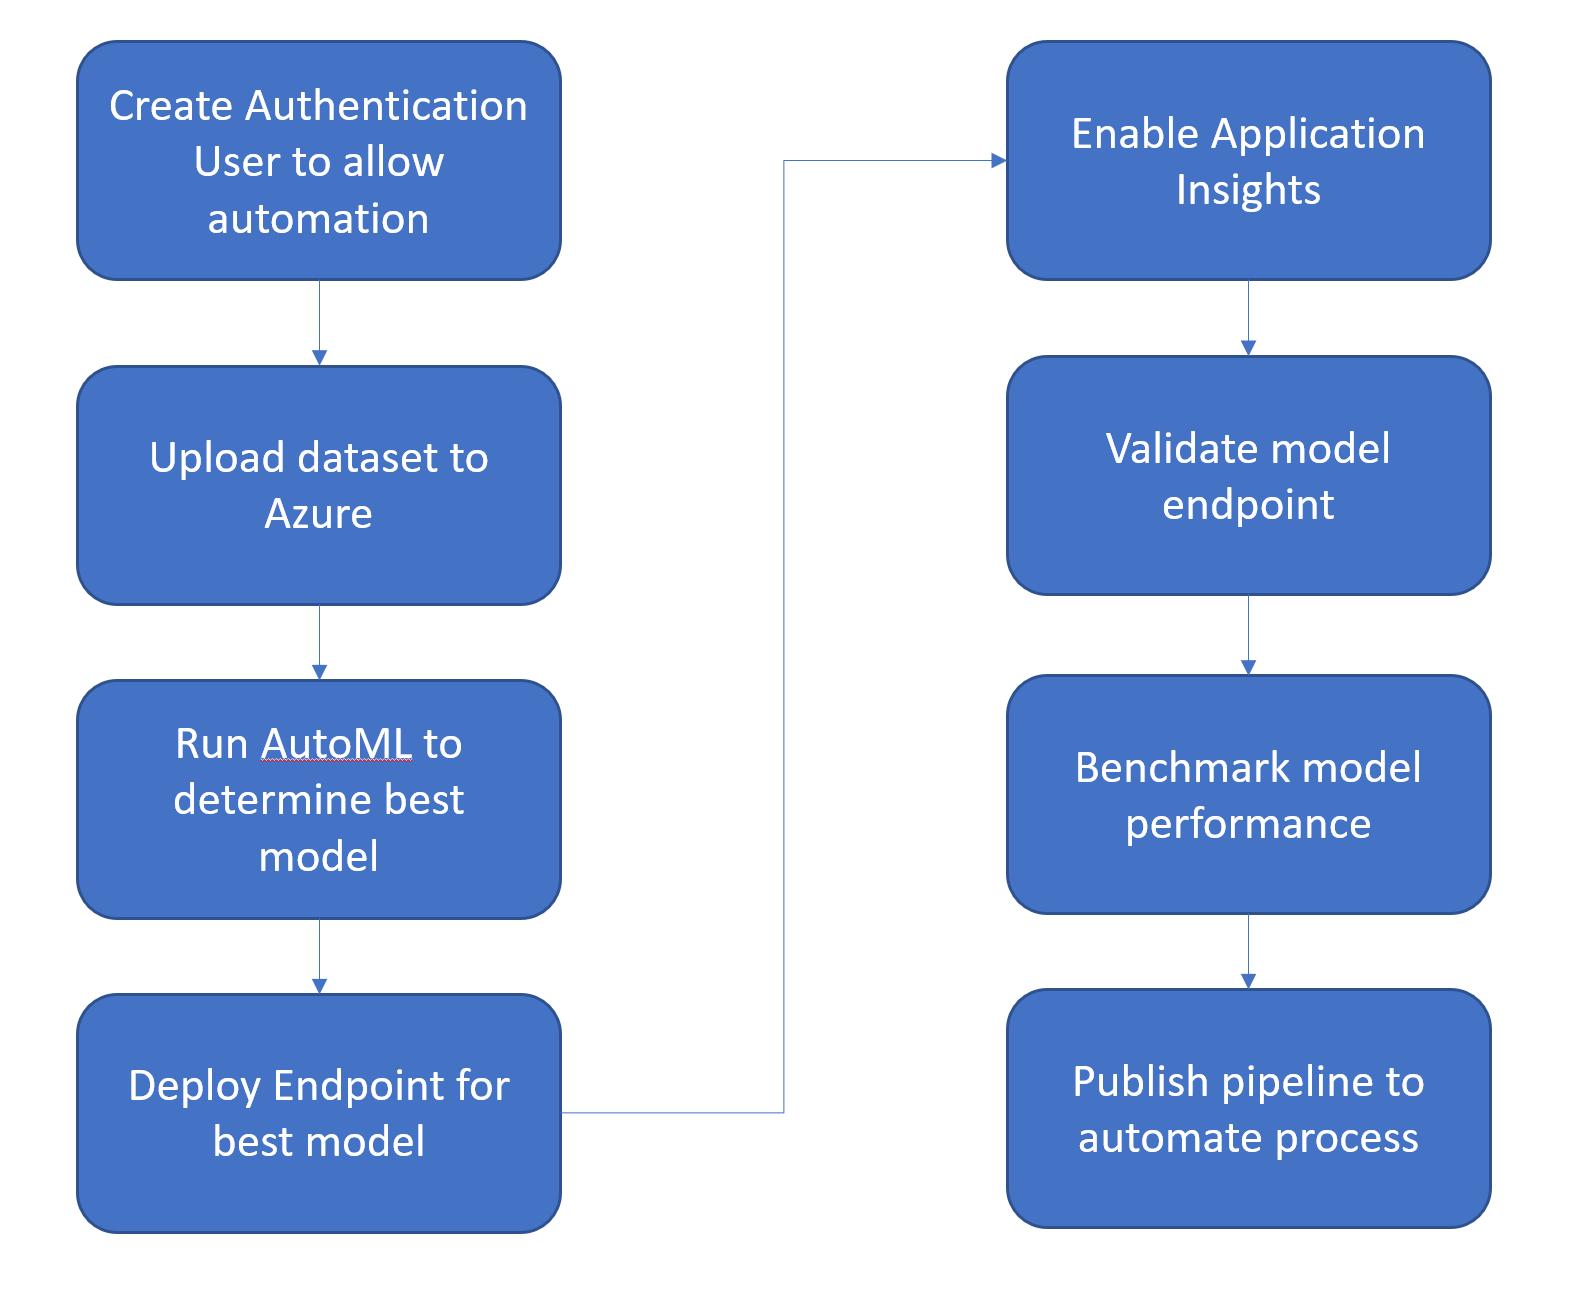 Create Authentication
User to allow
automation
Upload dataset to
Azure
Run AutoML to
determine best
model
Deploy Endpoint for
best model
Enable Application
Insights
Validate model
endpoint
Benchmark model
performance
Publish pipeline to
automate process